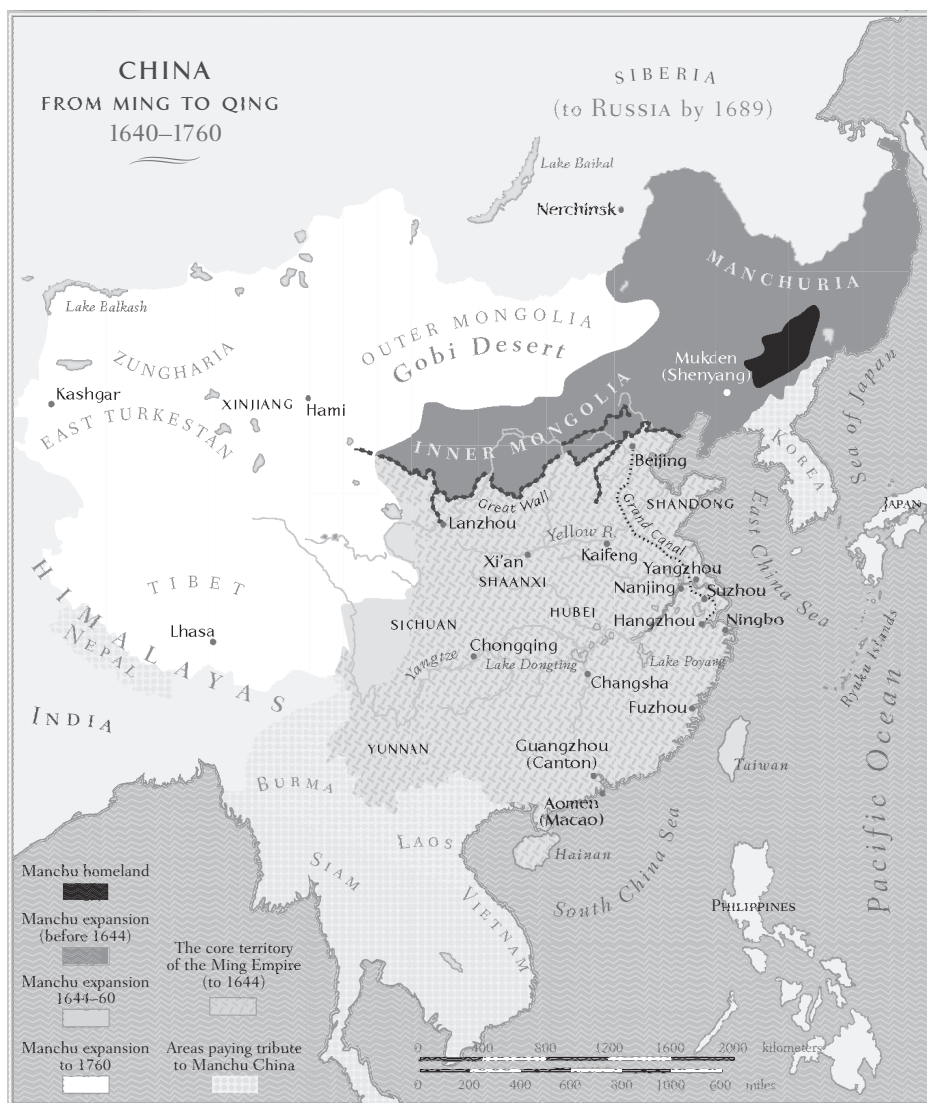 CHINA
FROM MING TO QING
1640–1760
SIBERIA
(to RUSSIA by 1689)
Lake Baikal
Nerchinsk
MANCHURIA
Lake Balkash
OUTER MONGOLIA
Gobi Desert
ZUNGHARIA
Mukden
(Shenyang)
Kashgar
XINJIANG
Hami
EAST TURKESTAN
INNER MONGOLIA
Sea of Japan
KOREA
Beijing
Great Wall
SHANDONG
Grand Canal
JAPAN
Lanzhou
Yellow R.
East China Sea
Xi'an
Kaifeng
SHAANXI
Yangzhou
TIBET
Nanjing
Suzhou
HIMALAYAS
HUBEI
Hangzhou
Ningbo
NEPAL
Lhasa
SICHUAN
Chongqing
Yangtze
Lake Dongting
Lake Poyang
Ryuku Islands
Changsha
INDIA
Fuzhou
Pacific Ocean
YUNNAN
Guangzhou
(Canton)
Taiwan
BURMA
Aomen
(Macao)
LAOS
Hainan
SIAM
South China Sea
VIETNAM
PHILIPPINES
Manchu homeland
Manchu expansion
(before 1644)
Manchu expansion
1644–60
Manchu expansion
to 1760
The core territory
of the Ming Empire
(to 1644)
Areas paying tribute
to Manchu China
0 400 800 1200 1600 2000 kilometers
0 200 400 600 800 1000 600 miles